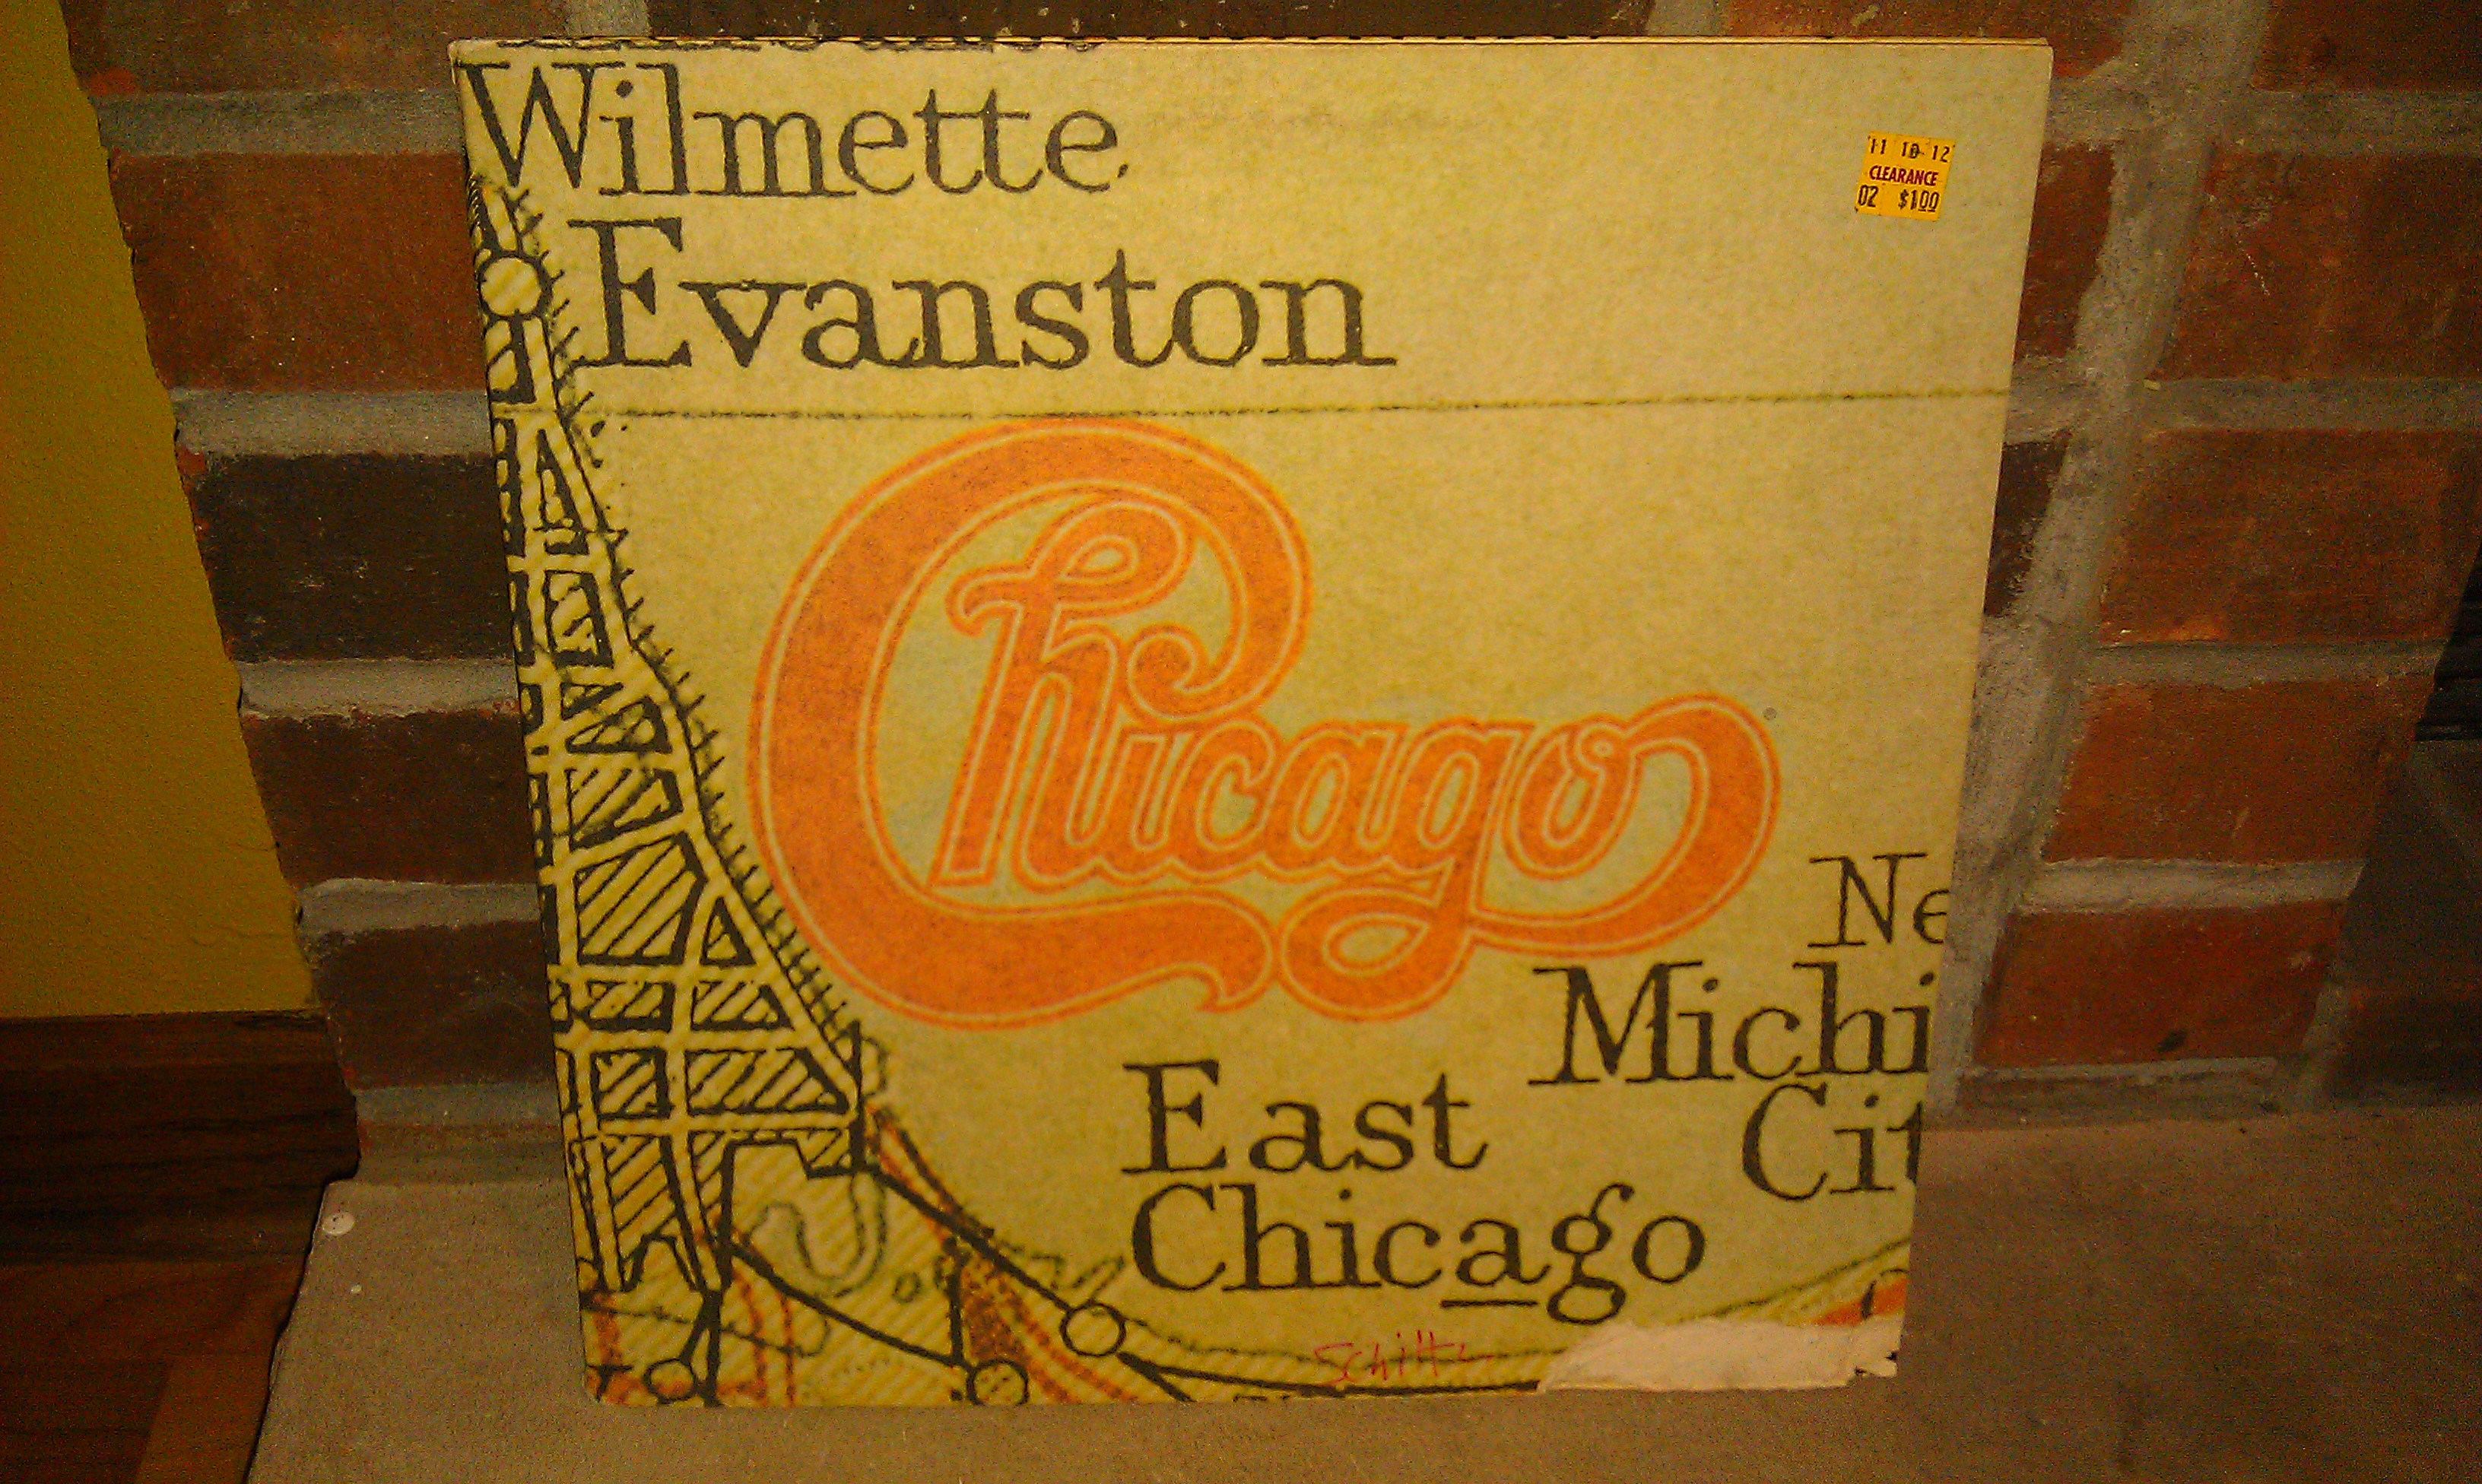 Wilmette
Evanston
11 10 12
CLEARANCE
02 $1.00
Chicago
Ne
Michi
Cit
East
Chicago